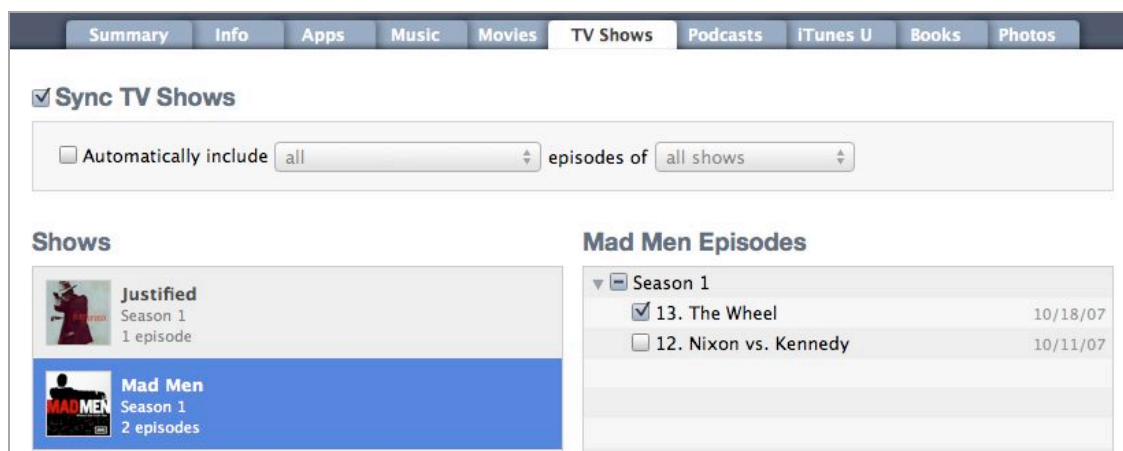 Summary Info Apps Music Movies TV Shows Podcasts iTunes U Books Photos
Sync TV Shows
Automatically include all episodes of all shows
Shows
Justified
Season 1
1 episode
MAD MEN
Mad Men
Season 1
2 episodes
Mad Men Episodes
Season 1
13. The Wheel 10/18/07
12. Nixon vs. Kennedy 10/11/07